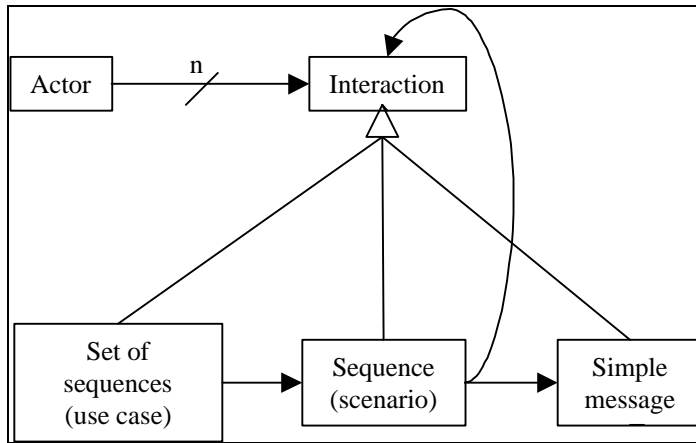 n
Actor
Interaction
Set of
sequences
(use case)
Sequence
(scenario)
Simple
message